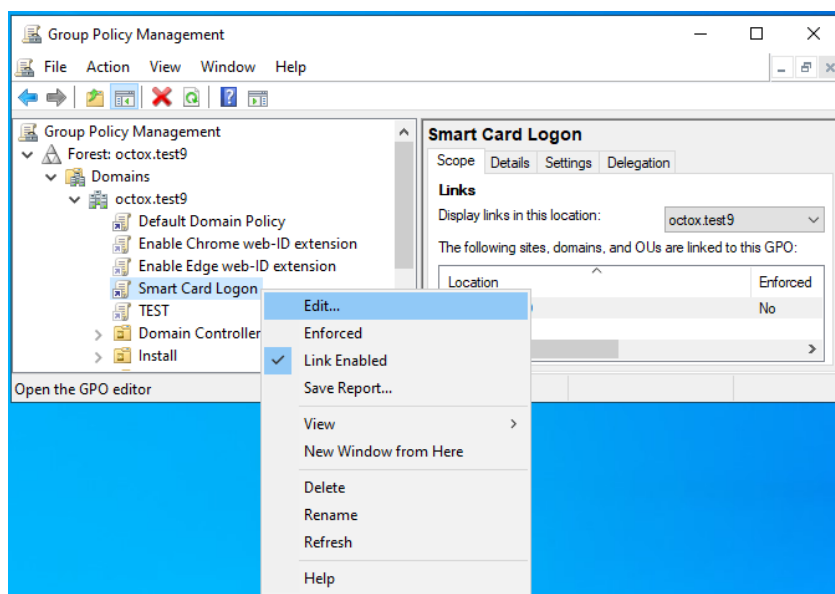 Group Policy Management
File Action View Window Help
Group Policy Management
Forest: octox.test9
Domains
octox.test9
Default Domain Policy
Enable Chrome web-ID extension
Enable Edge web-ID extension
Smart Card Logon
TEST
Domain Controller
Install
Smart Card Logon
Scope Details Settings Delegation
Links
Display links in this location: octox.test9
The following sites, domains, and OUs are linked to this GPO:
Location Enforced
No
Open the GPO editor
Edit...
Enforced
Link Enabled
Save Report...
View
New Window from Here
Delete
Rename
Refresh
Help